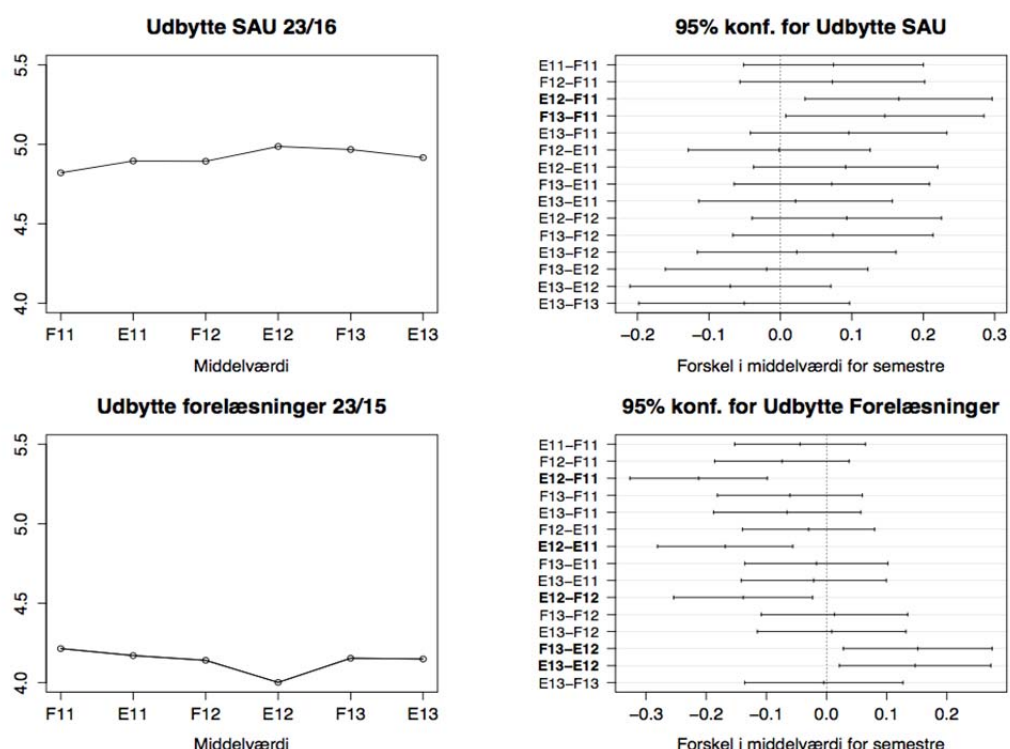 Udbytte SAU 23/16
5.5
5.0
4.5
4.0
F11 E11 F12 E12 F13 E13
Middelværdi
95% konf. for Udbytte SAU
E11−F11
F12−F11
E12−F11
F13−F11
E13−F11
F12−E11
E12−E11
F13−E11
E13−E11
E12−F12
F13−F12
E13−F12
F13−E12
E13−E12
E13−F13
−0.2 −0.1 0.0 0.1 0.2 0.3
Forskel i middelværdi for semestre
Udbytte forelæsninger 23/15
5.5
5.0
4.5
4.0
F11 E11 F12 E12 F13 E13
Middelværdi
95% konf. for Udbytte Forelæsninger
E11−F11
F12−F11
E12−F11
F13−F11
E13−F11
F12−E11
E12−E11
F13−E11
E13−E11
E12−F12
F13−F12
E13−F12
F13−E12
E13−E12
E13−F13
−0.3 −0.2 −0.1 0.0 0.1 0.2
Forskel i middelværdi for semestre